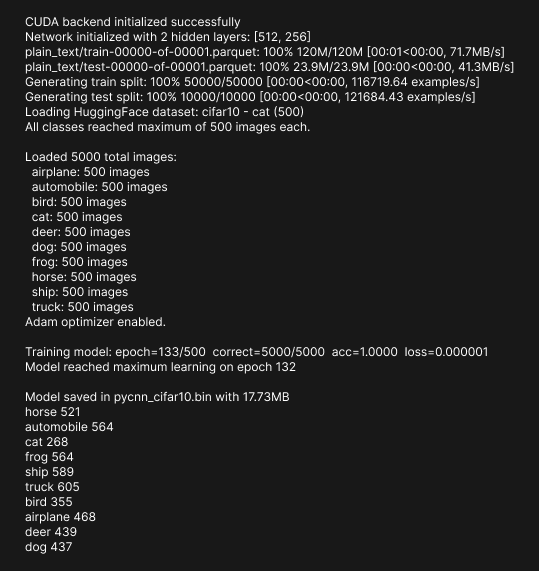 CUDA backend initialized successfully
Network initialized with 2 hidden layers: [512, 256]
plain_text/train-00000-of-00001.parquet: 100% 120M/120M [00:01<00:00, 71.7MB/s]
plain_text/test-00000-of-00001.parquet: 100% 23.9M/23.9M [00:00<00:00, 41.3MB/s]
Generating train split: 100% 50000/50000 [00:00<00:00, 116719.64 examples/s]
Generating test split: 100% 10000/10000 [00:00<00:00, 121684.43 examples/s]
Loading HuggingFace dataset: cifar10 - cat (500)
All classes reached maximum of 500 images each.
Loaded 5000 total images:
airplane: 500 images
automobile: 500 images
bird: 500 images
cat: 500 images
deer: 500 images
dog: 500 images
frog: 500 images
horse: 500 images
ship: 500 images
truck: 500 images
Adam optimizer enabled.
Training model: epoch=133/500 correct=5000/5000 acc=1.0000 loss=0.000001
Model reached maximum learning on epoch 132
Model saved in pycnn_cifar10.bin with 17.73MB
horse 521
automobile 564
cat 268
frog 564
ship 589
truck 605
bird 355
airplane 468
deer 439
dog 437